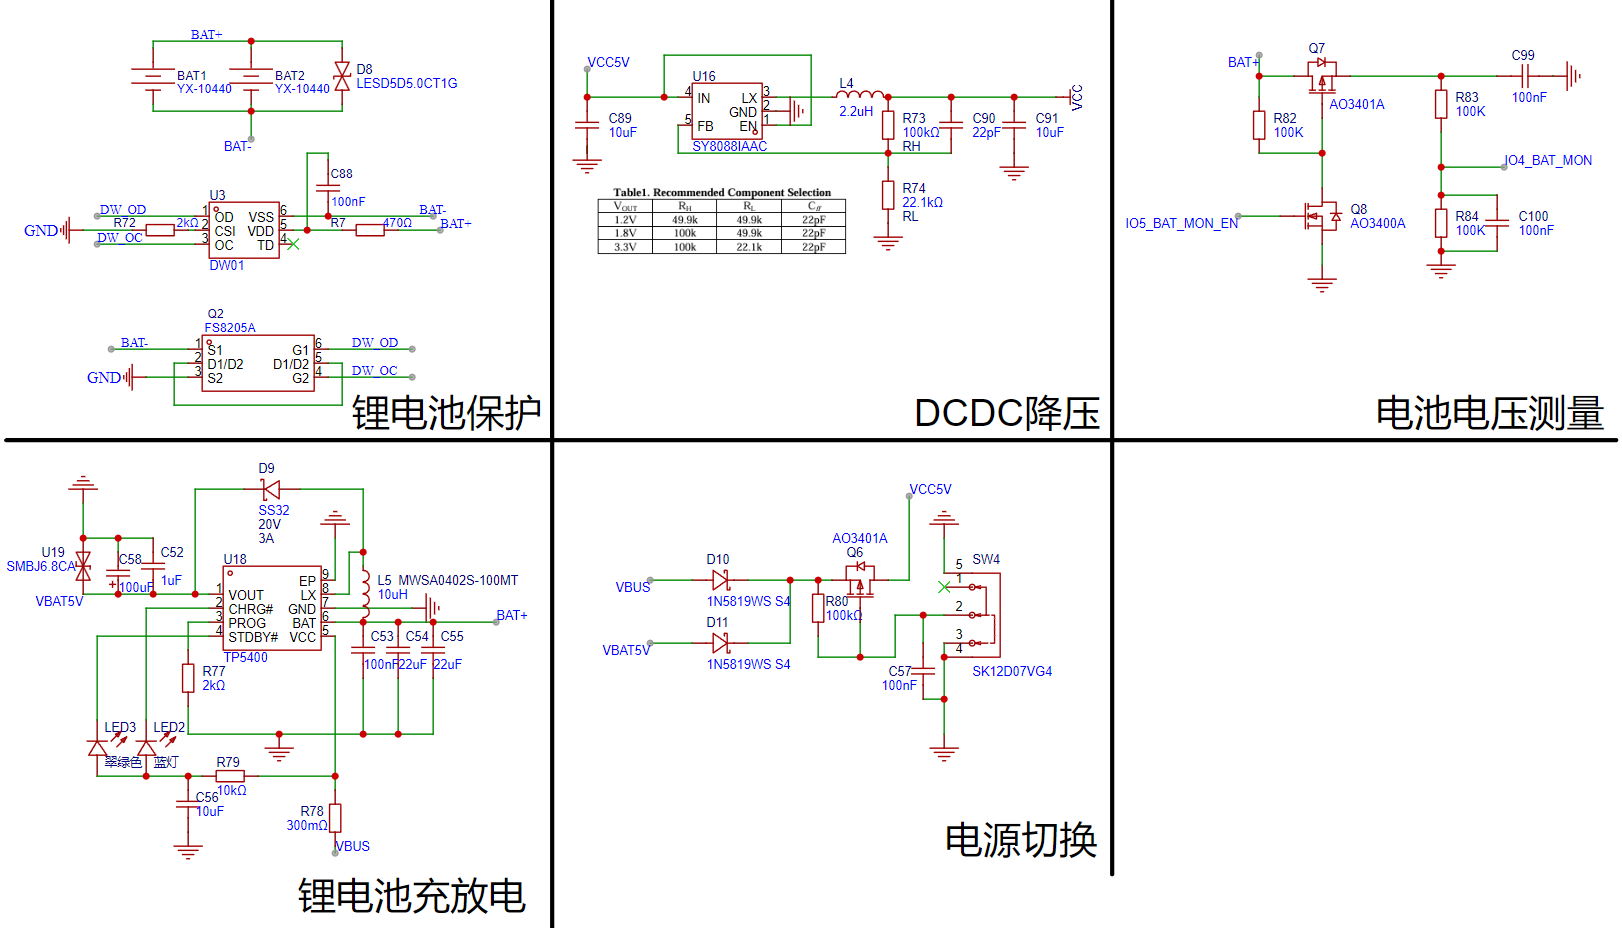 BAT+
BAT1
YX-10440
BAT2
YX-10440
D8
LESD5D5.0CT1G
BAT-
C88
100nF
U3
DW_OD
R72
2kΩ
GND
DW_OC
1
2
3
OD
CSI
OC
VSS
VDD
TD
6
5
4
DW01
BAT-
R7
470Ω
BAT+
Q2
FS8205A
BAT-
GND
1
2
3
S1
D1/D2
S2
G1
D1/D2
G2
6
5
4
DW_OD
DW_OC
锂电池保护
VCC5V
C89
10uF
U16
4
5
IN
FB
LX
GND
EN
3
2
1
SY8088IAAC
L4
2.2uH
R73
100kΩ
RH
C90
22pF
C91
10uF
VCC
R74
22.1kΩ
RL
Table1. Recommended Component Selection
VOUT RH RL Cff
1.2V 49.9k 49.9k 22pF
1.8V 100k 49.9k 22pF
3.3V 100k 22.1k 22pF
DCDC降压
BAT+
Q7
AO3401A
R82
100K
C99
100nF
R83
100K
IO4_BAT_MON
IO5_BAT_MON_EN
Q8
AO3400A
R84
100K
C100
100nF
电池电压测量
D9
SS32
20V
3A
U19
SMBJ6.8CA
C58
100uF
C52
1uF
VBAT5V
U18
1
2
3
4
VOUT
CHRG#
PROG
STDBY#
EP
LX
GND
BAT
VCC
9
8
7
6
5
TP5400
L5 MWSA0402S-100MT
10uH
BAT+
C53
100nF
C54
22uF
C55
22uF
R77
2kΩ
LED3
翠绿色
LED2
蓝灯
R79
10kΩ
C56
10uF
R78
300mΩ
VBUS
锂电池充放电
VCC5V
AO3401A
Q6
D10
VBUS
1N5819WS S4
D11
VBAT5V
1N5819WS S4
R80
100kΩ
C57
100nF
SW4
5
1
2
3
4
SK12D07VG4
电源切换